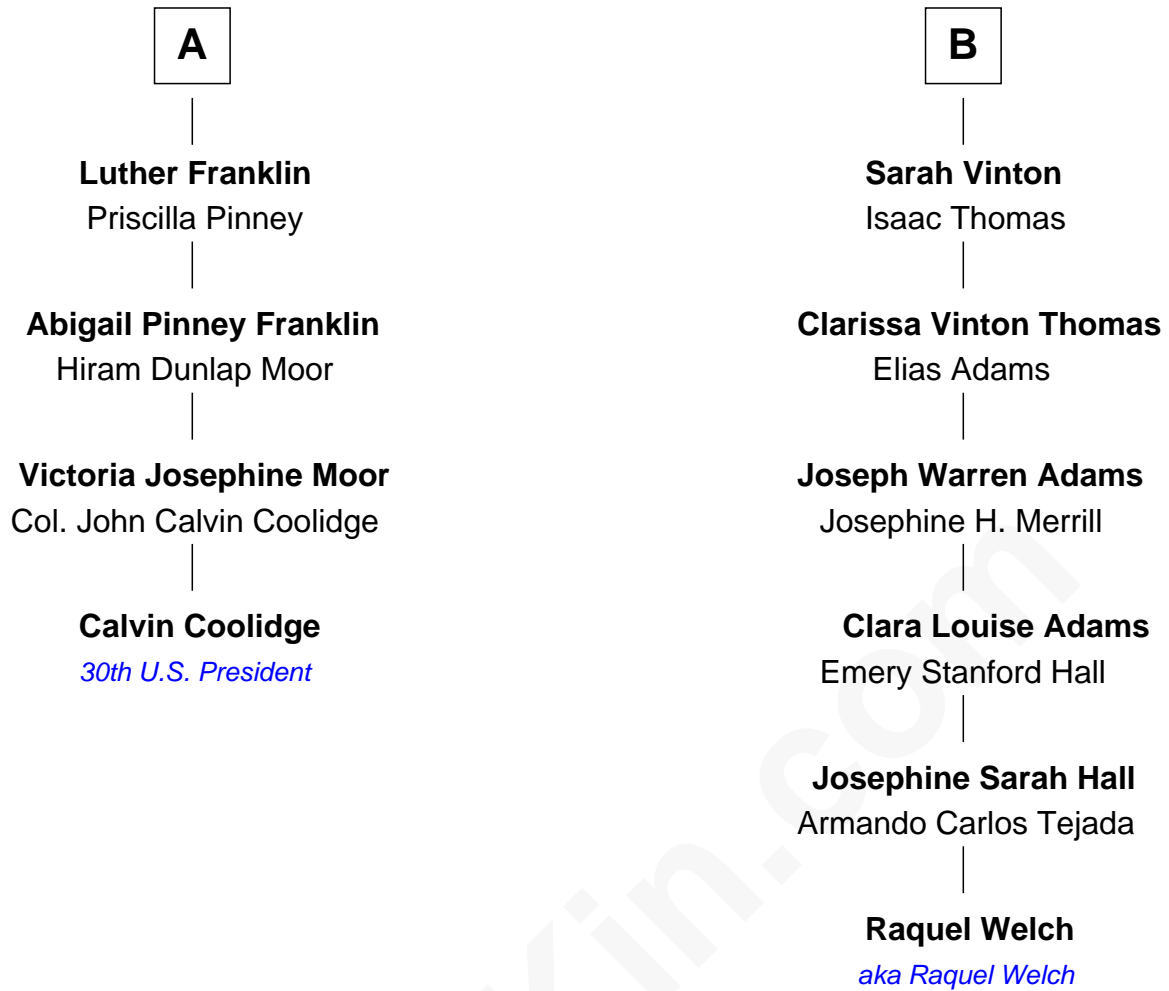 A
Luther Franklin
Priscilla Pinney
Abigail Pinney Franklin
Hiram Dunlap Moor
Victoria Josephine Moor
Col. John Calvin Coolidge
Calvin Coolidge
30th U.S. President
B
Sarah Vinton
Isaac Thomas
Clarissa Vinton Thomas
Elias Adams
Joseph Warren Adams
Josephine H. Merrill
Clara Louise Adams
Emery Stanford Hall
Josephine Sarah Hall
Armando Carlos Tejada
Raquel Welch
aka Raquel Welch